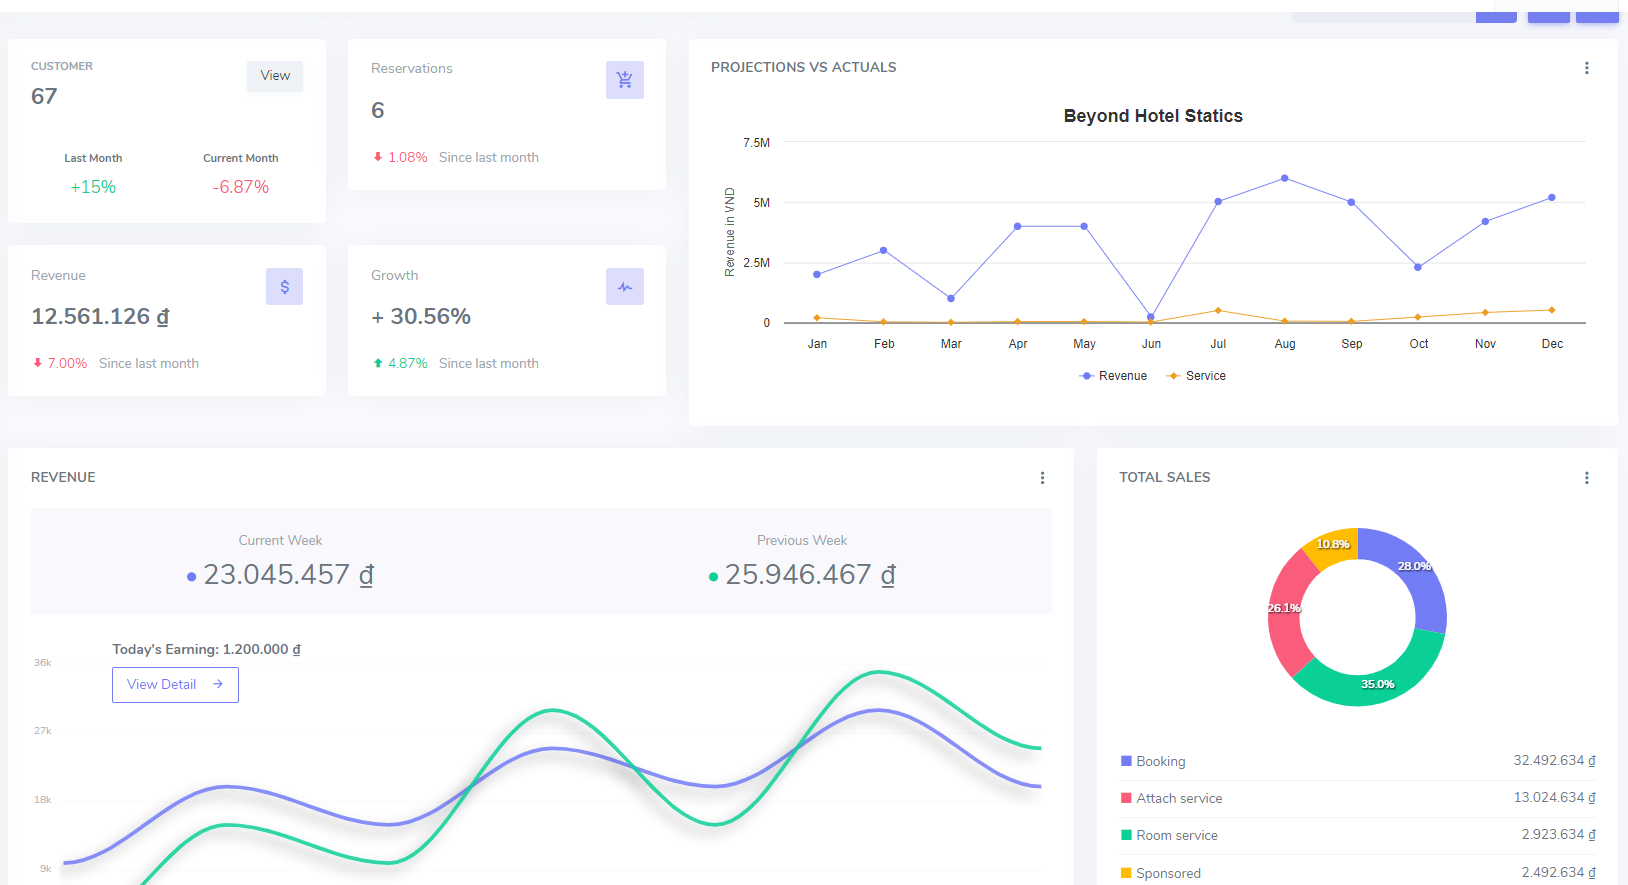 CUSTOMER
View
67
Last Month
Current Month
+15%
-6.87%
Reservations
6
1.08% Since last month
Revenue
12.561.126 ₫
7.00% Since last month
Growth
+ 30.56%
4.87% Since last month
PROJECTIONS VS ACTUALS
Beyond Hotel Statics
Revenue in VND
7.5M
5M
2.5M
0
Jan Feb Mar Apr May Jun Jul Aug Sep Oct Nov Dec
Revenue Service
REVENUE
Current Week
23.045.457 ₫
Previous Week
25.946.467 ₫
Today's Earning: 1.200.000 ₫
View Detail
36k
27k
18k
9k
TOTAL SALES
10.8%
28.0%
26.1%
35.0%
Booking 32.492.634 ₫
Attach service 13.024.634 ₫
Room service 2.923.634 ₫
Sponsored 2.492.634 ₫